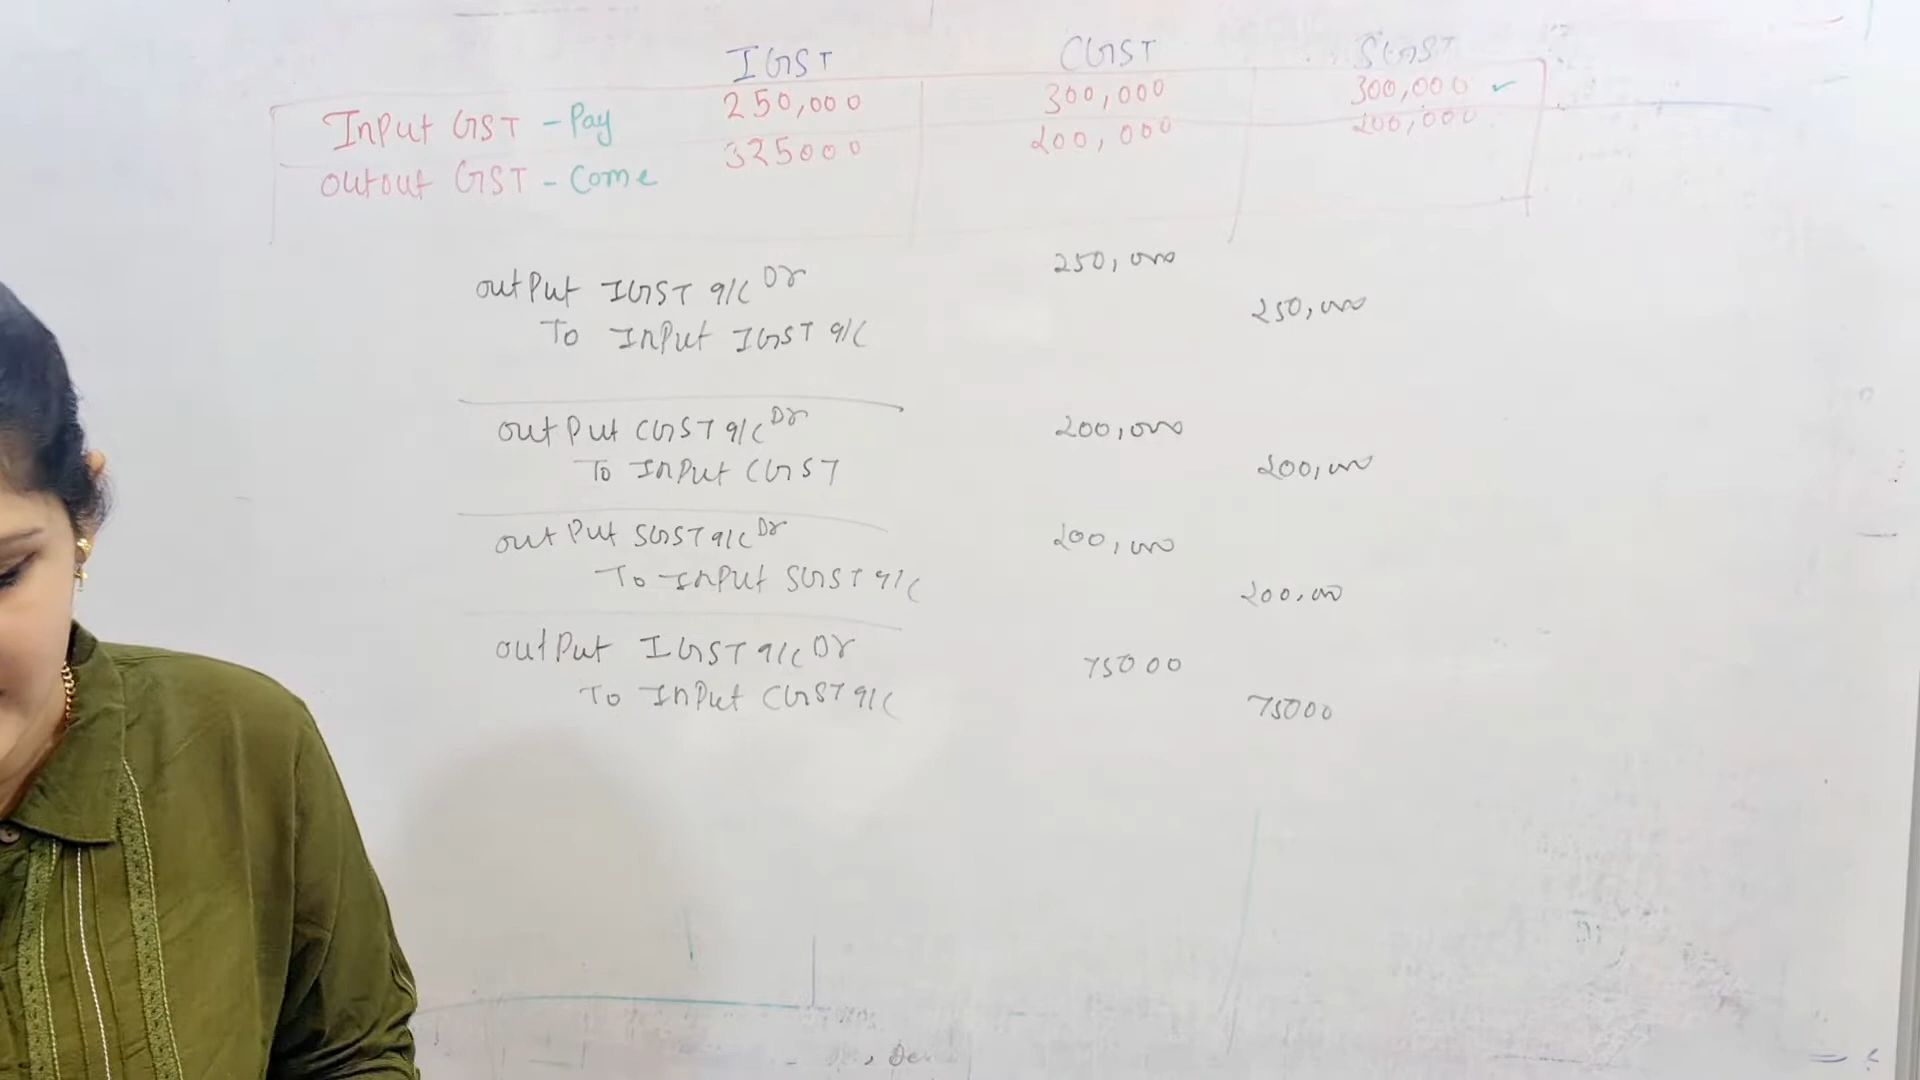 IGST CGST SGST
Input GST - Pay 250,000 300,000 300,000 ✓
outout GST - Come 325000 200,000 200,000
output IGST a/c Dr 250,000
To Input IGST a/c 250,000
output CGST a/c Dr 200,000
To Input CGST 200,000
output SGST a/c Dr 200,000
To Input SGST a/c 200,00
output IGST a/c Dr 75000
To Input CGST a/c 75000